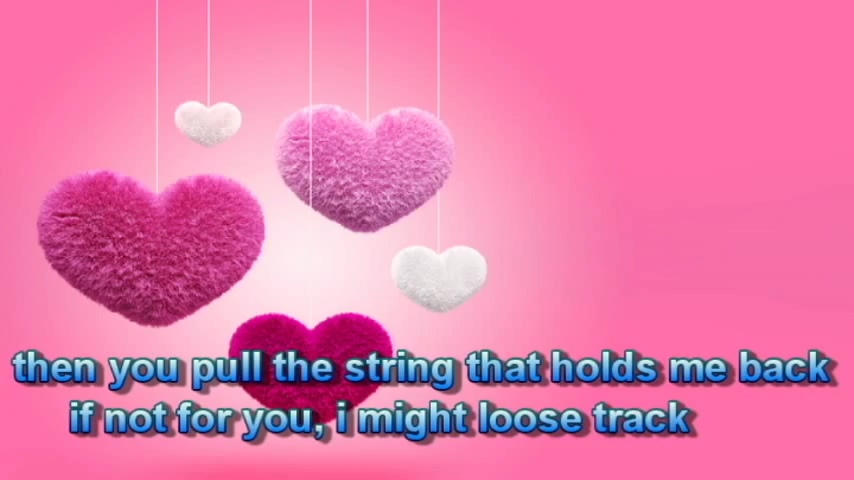 then you pull the string that holds me back
if not for you, i might loose track